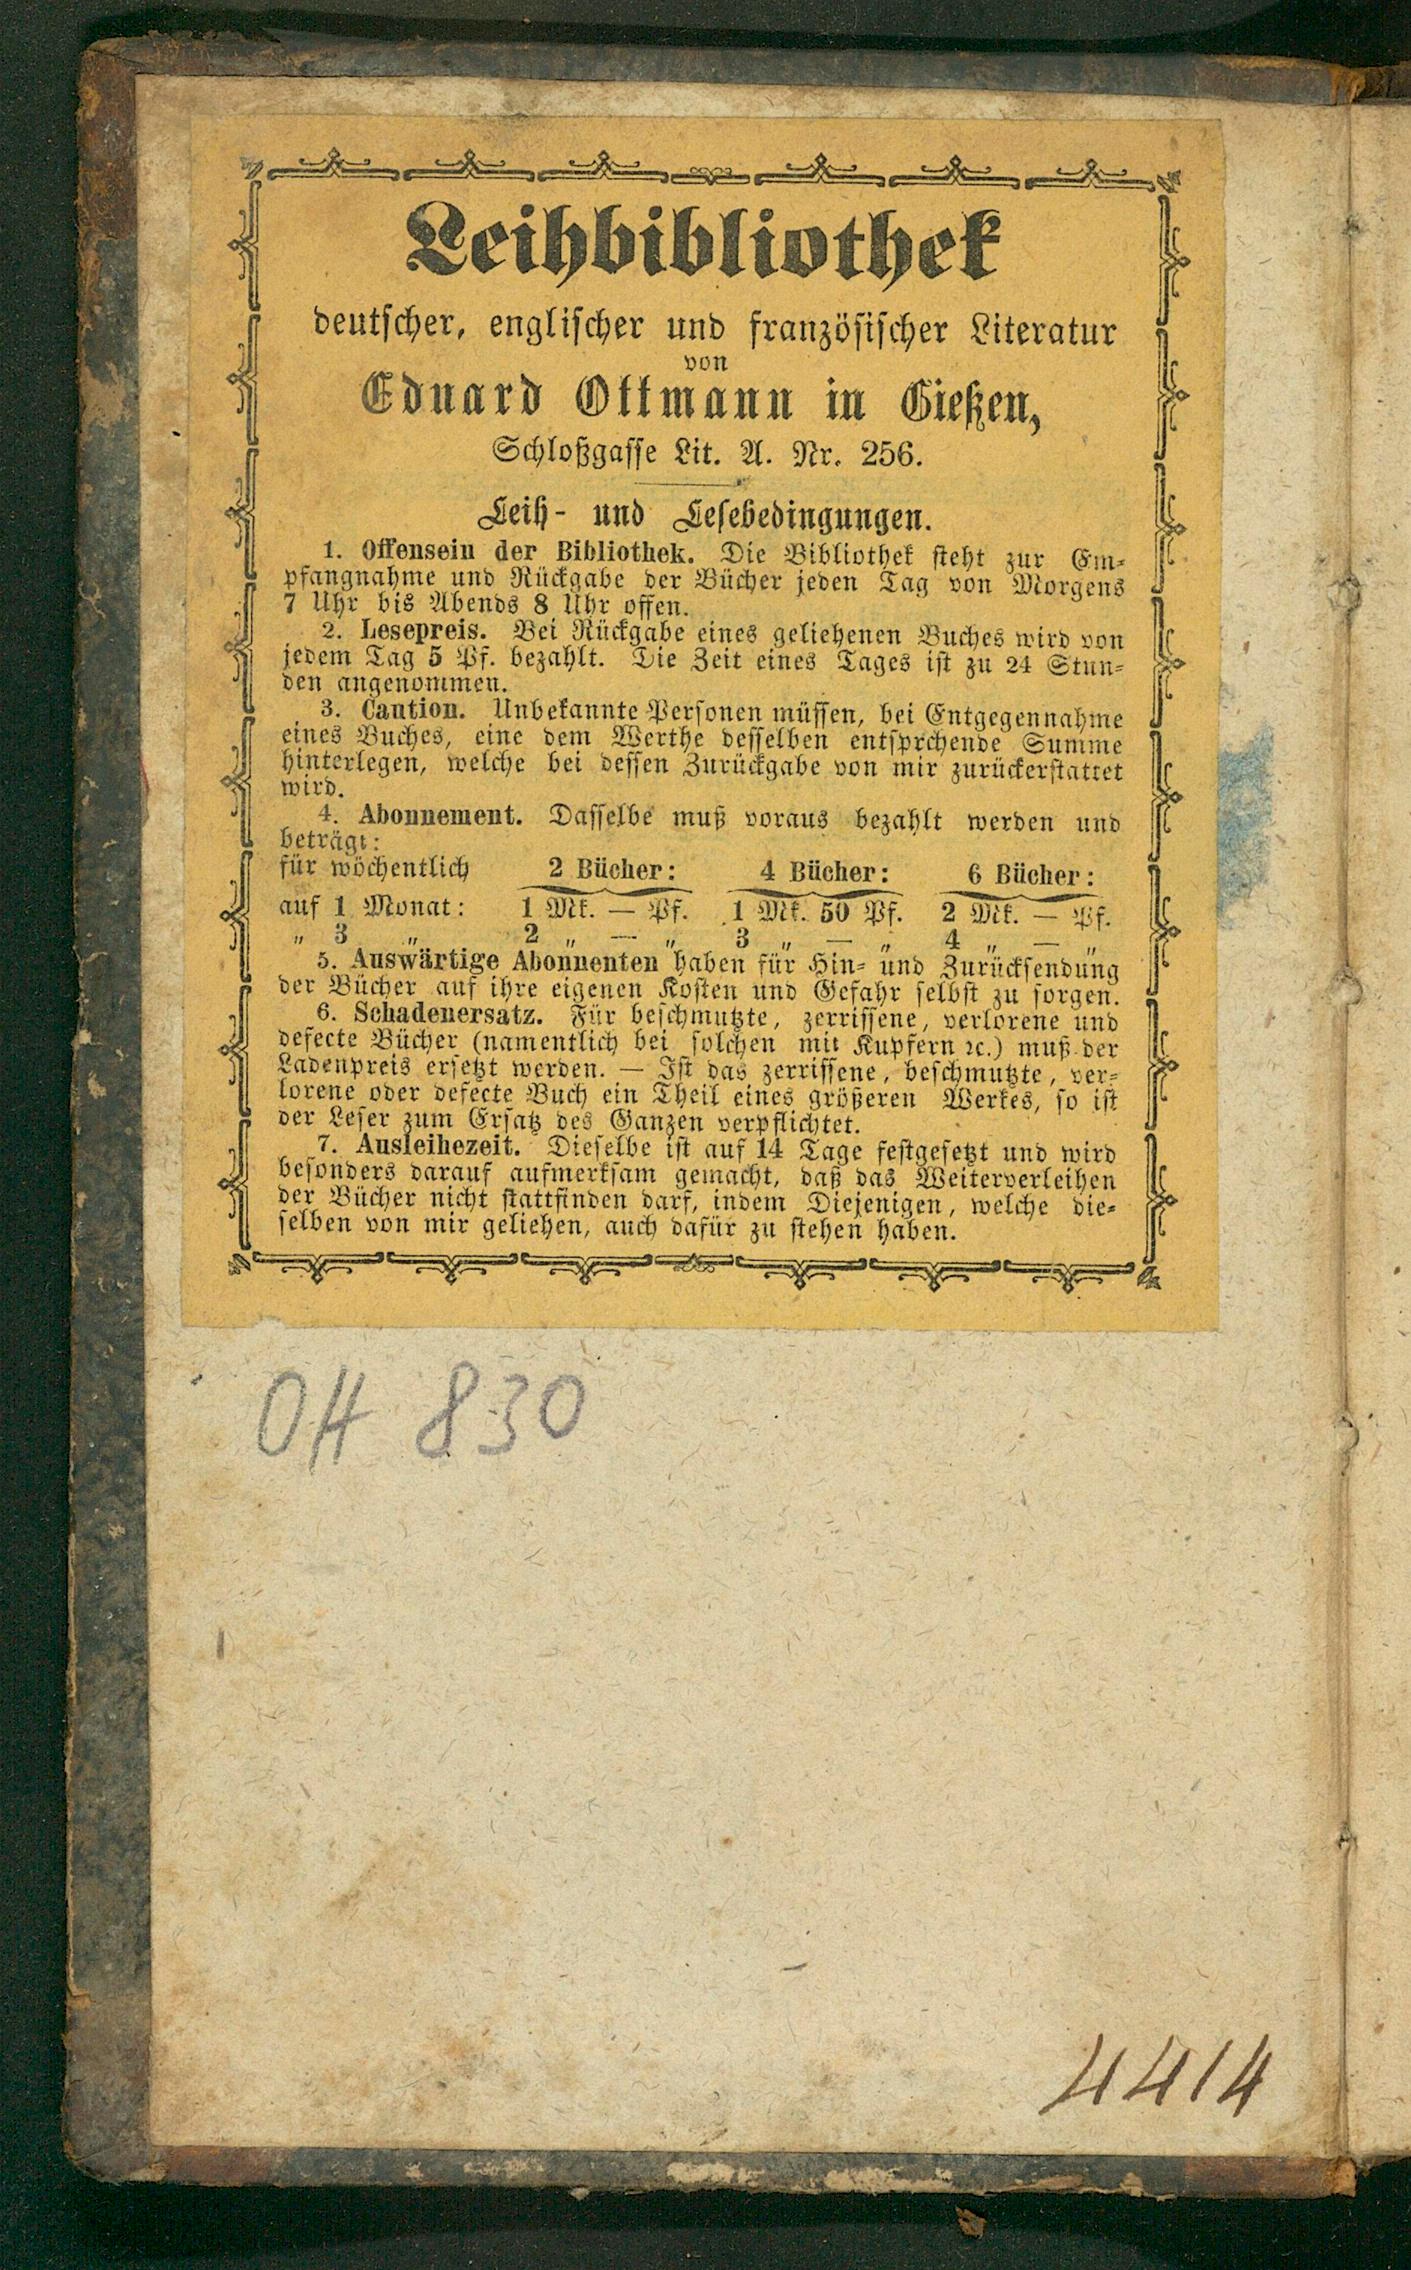 Leihbibliothek
deutscher, englischer und französischer Literatur
von
Eduard Ottmann in Gießen,
Schloßgasse Lit. A. Nr. 256.
Leih- und Lesebedingungen.
1. Offensein der Bibliothek. Die Bibliothek steht zur Em-
pfangnahme und Rückgabe der Bücher jeden Tag von Morgens
7 Uhr bis Abends 8 Uhr offen.
2. Lesepreis. Bei Rückgabe eines geliehenen Buches wird von
jedem Tag 5 Pf. bezahlt. Die Zeit eines Tages ist zu 24 Stun-
den angenommen.
3. Caution. Unbekannte Personen müssen, bei Entgegennahme
eines Buches, eine dem Werthe desselben entsprchende Summe
hinterlegen, welche bei dessen Zurückgabe von mir zurückerstattet
wird.
4. Abonnement. Dasselbe muß voraus bezahlt werden und
beträgt:
für wöchentlich 2 Bücher: 4 Bücher: 6 Bücher:
auf 1 Monat: 1 Mk. — Pf. 1 Mk. 50 Pf. 2 Mk. — Pf.
„ 3 „ 2 „ — „ 3 „ — „ 4 „ — „
5. Auswärtige Abonnenten haben für Hin- und Zurücksendung
der Bücher auf ihre eigenen Kosten und Gefahr selbst zu sorgen.
6. Schadenersatz. Für beschmutzte, zerrissene, verlorene und
defecte Bücher (namentlich bei solchen mit Kupfern ꝛc.) muß der
Ladenpreis ersetzt werden. — Ist das zerrissene, beschmutzte, ver-
lorene oder defecte Buch ein Theil eines größeren Werkes, so ist
der Leser zum Ersatz des Ganzen verpflichtet.
7. Ausleihezeit. Dieselbe ist auf 14 Tage festgesetzt und wird
besonders darauf aufmerksam gemacht, daß das Weiterverleihen
der Bücher nicht stattfinden darf, indem Diejenigen, welche die-
selben von mir geliehen, auch dafür zu stehen haben.
OH 830
4414